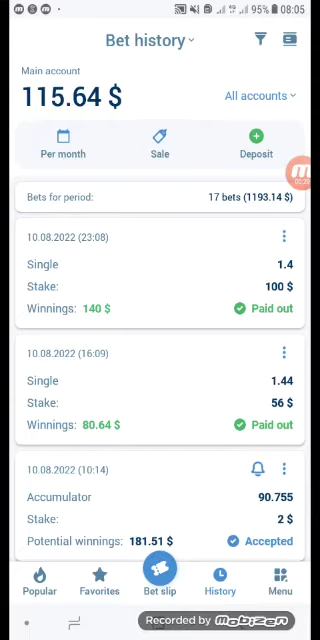 95% 08:05
Bet history
Main account
115.64 $
All accounts
Per month Sale Deposit
Bets for period: 17 bets (1193.14 $)
10.08.2022 (23:08)
Single 1.4
Stake: 100 $
Winnings: 140 $ Paid out
10.08.2022 (16:09)
Single 1.44
Stake: 56 $
Winnings: 80.64 $ Paid out
10.08.2022 (10:14)
Accumulator 90.755
Stake: 2 $
Potential winnings: 181.51 $ Accepted
Popular Favorites Bet slip History Menu
Recorded by Mobizen